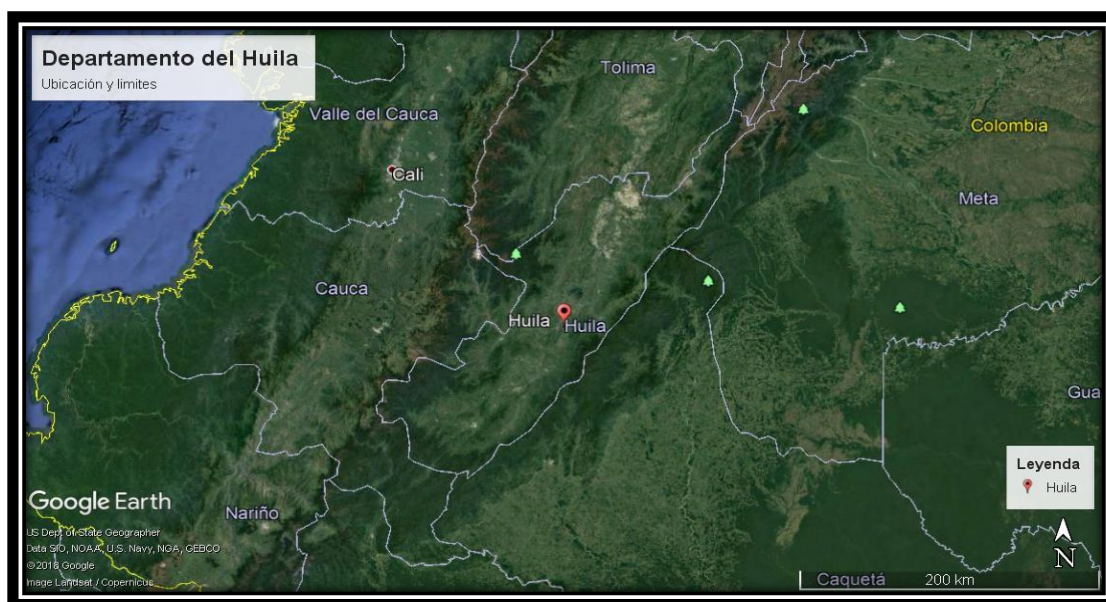 Departamento del Huila
Ubicación y limites
Tolima
Valle del Cauca
Colombia
Cali
Meta
Cauca
Huila
Huila
Gua
Leyenda
Huila
Google Earth
Nariño
US Dept of State Geographer
Data SIO, NOAA, U.S. Navy, NGA, GEBCO
© 2018 Google
Image Landsat / Copernicus
N
Caquetá
200 km